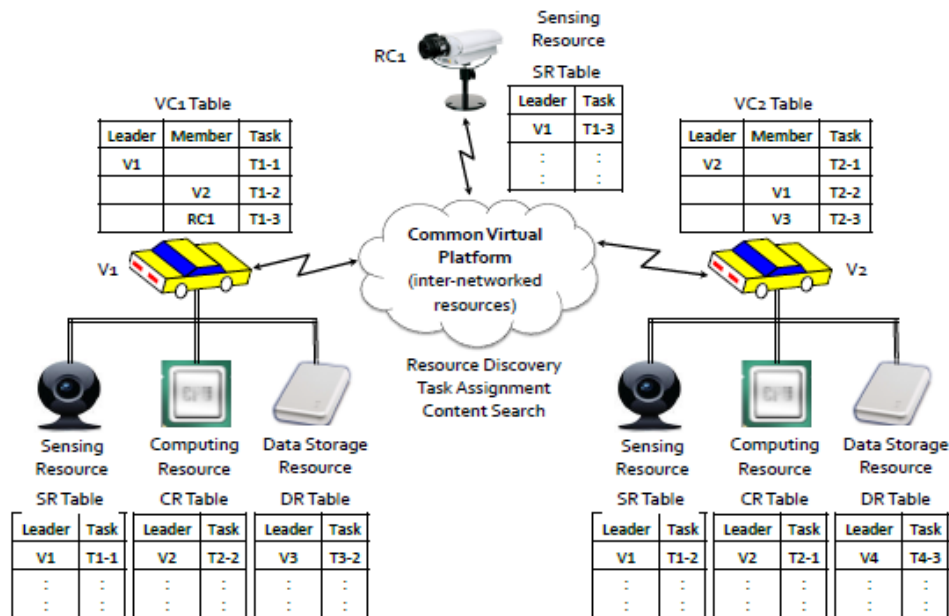 Sensing
Resource
RC1
SR Table
Leader Task
V1 T1-3
: :
: :
VC1 Table
Leader Member Task
V1 T1-1
V2 T1-2
RC1 T1-3
VC2 Table
Leader Member Task
V2 T2-1
V1 T2-2
V3 T2-3
V1
Common Virtual
Platform
(inter-networked
resources)
V2
Resource Discovery
Task Assignment
Content Search
Sensing
Resource
Computing
Resource
Data Storage
Resource
Sensing
Resource
Computing
Resource
Data Storage
Resource
SR Table
Leader Task
V1 T1-1
: :
: :
CR Table
Leader Task
V2 T2-2
: :
: :
DR Table
Leader Task
V3 T3-2
: :
: :
SR Table
Leader Task
V1 T1-2
: :
: :
CR Table
Leader Task
V2 T2-1
: :
: :
DR Table
Leader Task
V4 T4-3
: :
: :